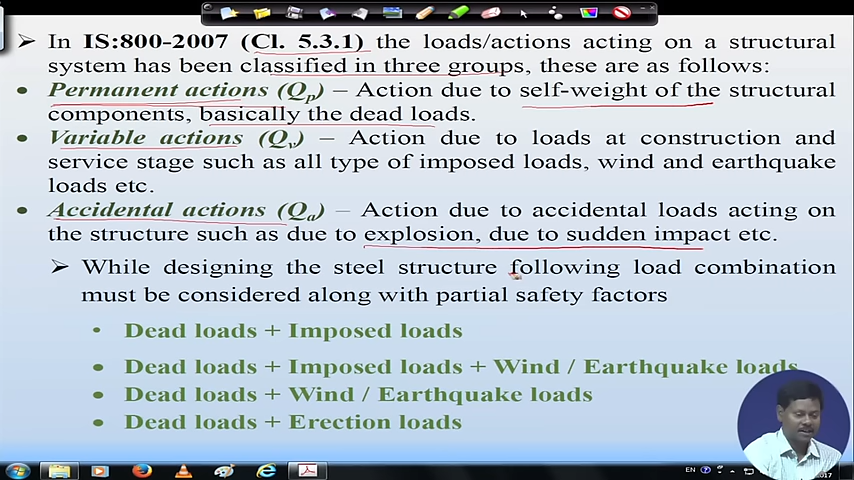 ➢ In IS:800-2007 (Cl. 5.3.1) the loads/actions acting on a structural
system has been classified in three groups, these are as follows:
• Permanent actions (Qp) – Action due to self-weight of the structural
components, basically the dead loads.
• Variable actions (Qv) – Action due to loads at construction and
service stage such as all type of imposed loads, wind and earthquake
loads etc.
• Accidental actions (Qa) – Action due to accidental loads acting on
the structure such as due to explosion, due to sudden impact etc.
➢ While designing the steel structure following load combination
must be considered along with partial safety factors
• Dead loads + Imposed loads
• Dead loads + Imposed loads + Wind / Earthquake loads
• Dead loads + Wind / Earthquake loads
• Dead loads + Erection loads
EN